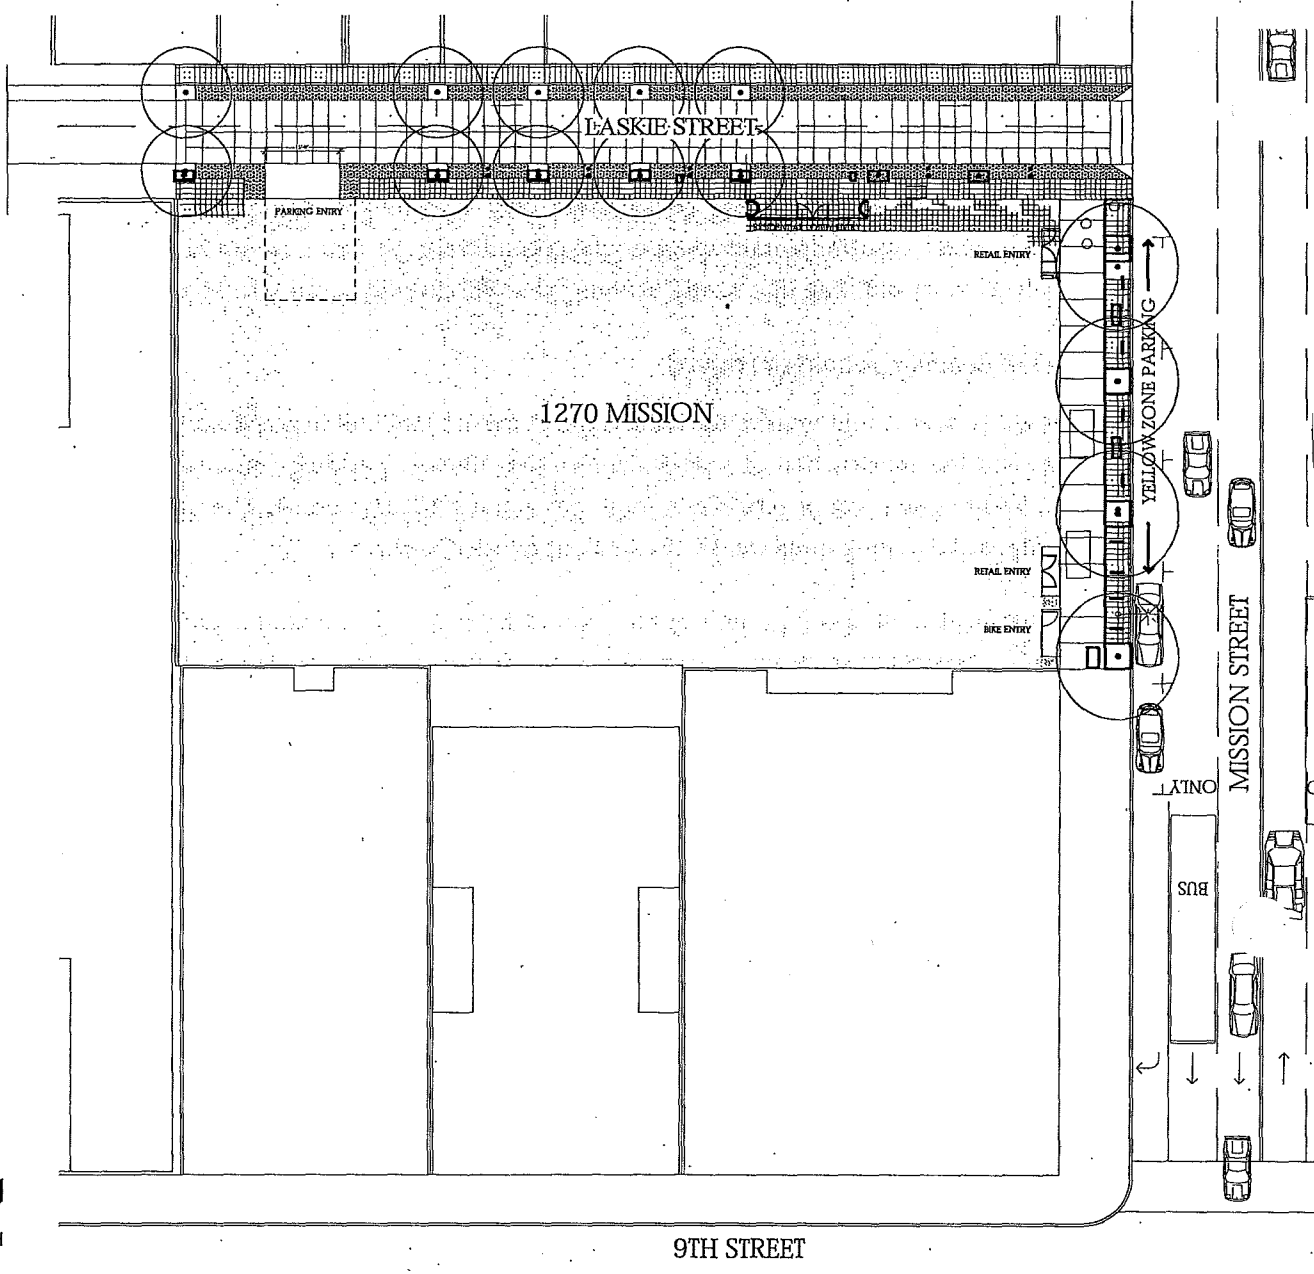 LASKIE STREET
PARKING ENTRY
RETAIL ENTRY
YELLOW ZONE PARKING
1270 MISSION
RETAIL ENTRY
BIKE ENTRY
MISSION STREET
ONLY
BUS
9TH STREET